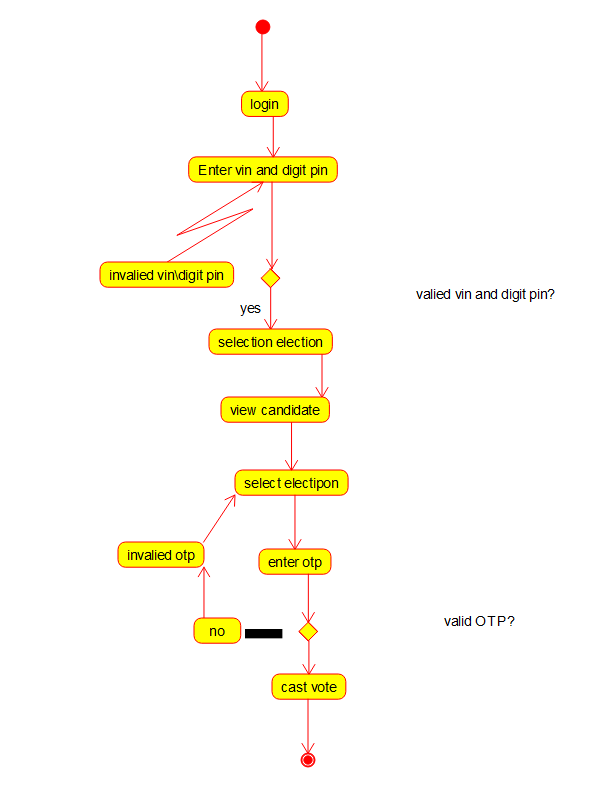 login
Enter vin and digit pin
invalied vin\digit pin
valied vin and digit pin?
yes
selection election
view candidate
select electipon
invalied otp
enter otp
no
valid OTP?
cast vote